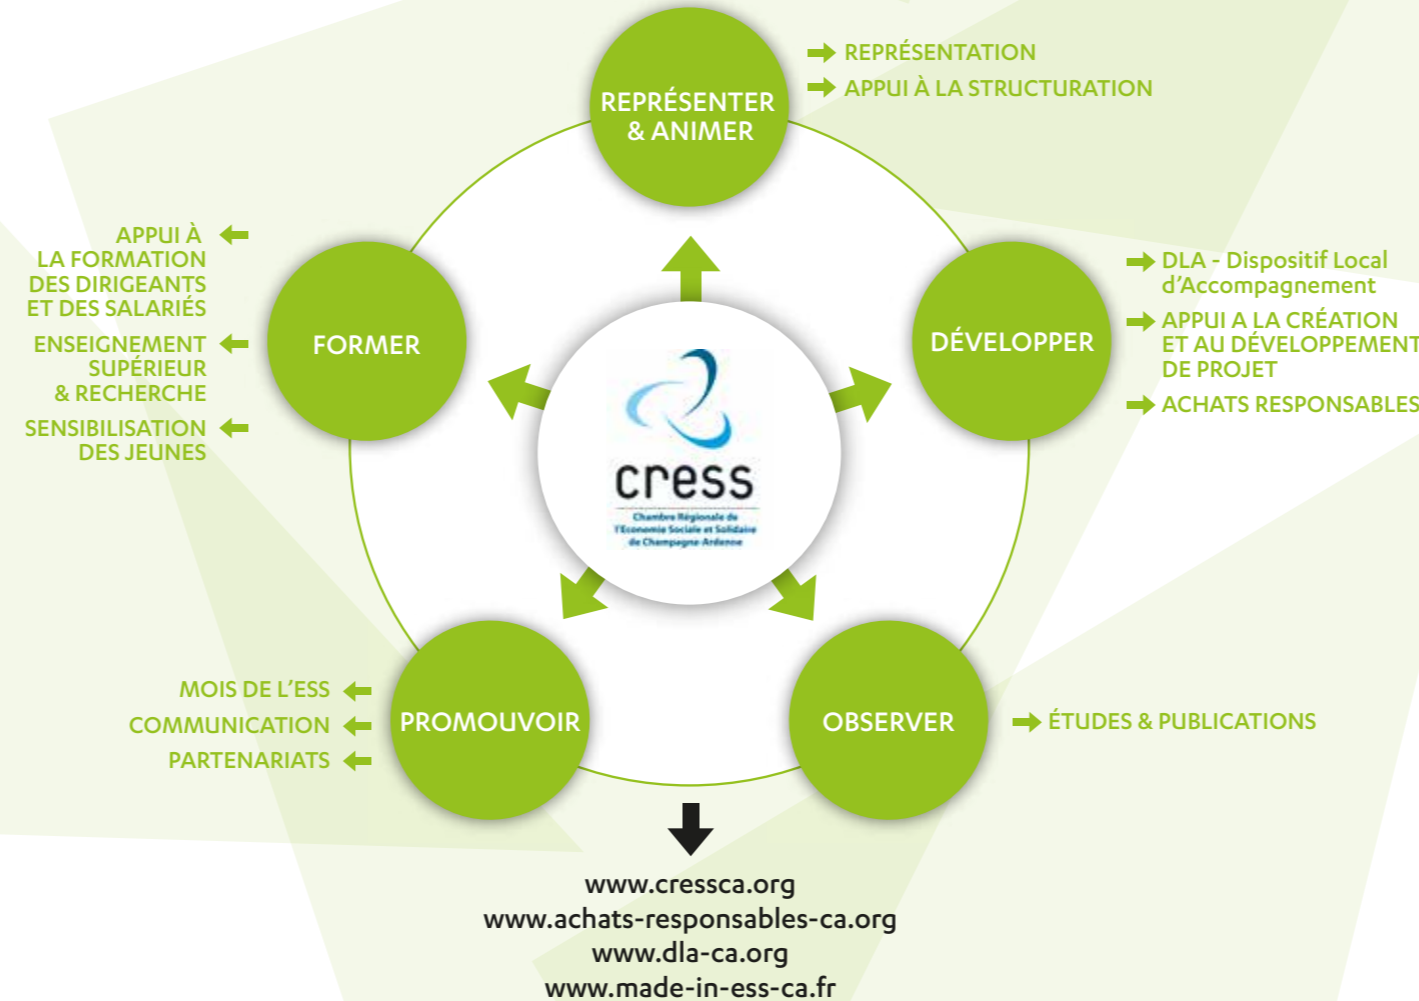 REPRÉSENTER
& ANIMER
REPRÉSENTATION
APPUI À LA STRUCTURATION
DÉVELOPPER
DLA - Dispositif Local
d’Accompagnement
APPUI A LA CRÉATION
ET AU DÉVELOPPEMENT
DE PROJET
ACHATS RESPONSABLES
OBSERVER
ÉTUDES & PUBLICATIONS
PROMOUVOIR
MOIS DE L’ESS
COMMUNICATION
PARTENARIATS
FORMER
APPUI À
LA FORMATION
DES DIRIGEANTS
ET DES SALARIÉS
ENSEIGNEMENT
SUPÉRIEUR
& RECHERCHE
SENSIBILISATION
DES JEUNES
cress
Chambre Régionale de
l'Economie Sociale et Solidaire
de Champagne-Ardenne
www.cressca.org
www.achats-responsables-ca.org
www.dla-ca.org
www.made-in-ess-ca.fr